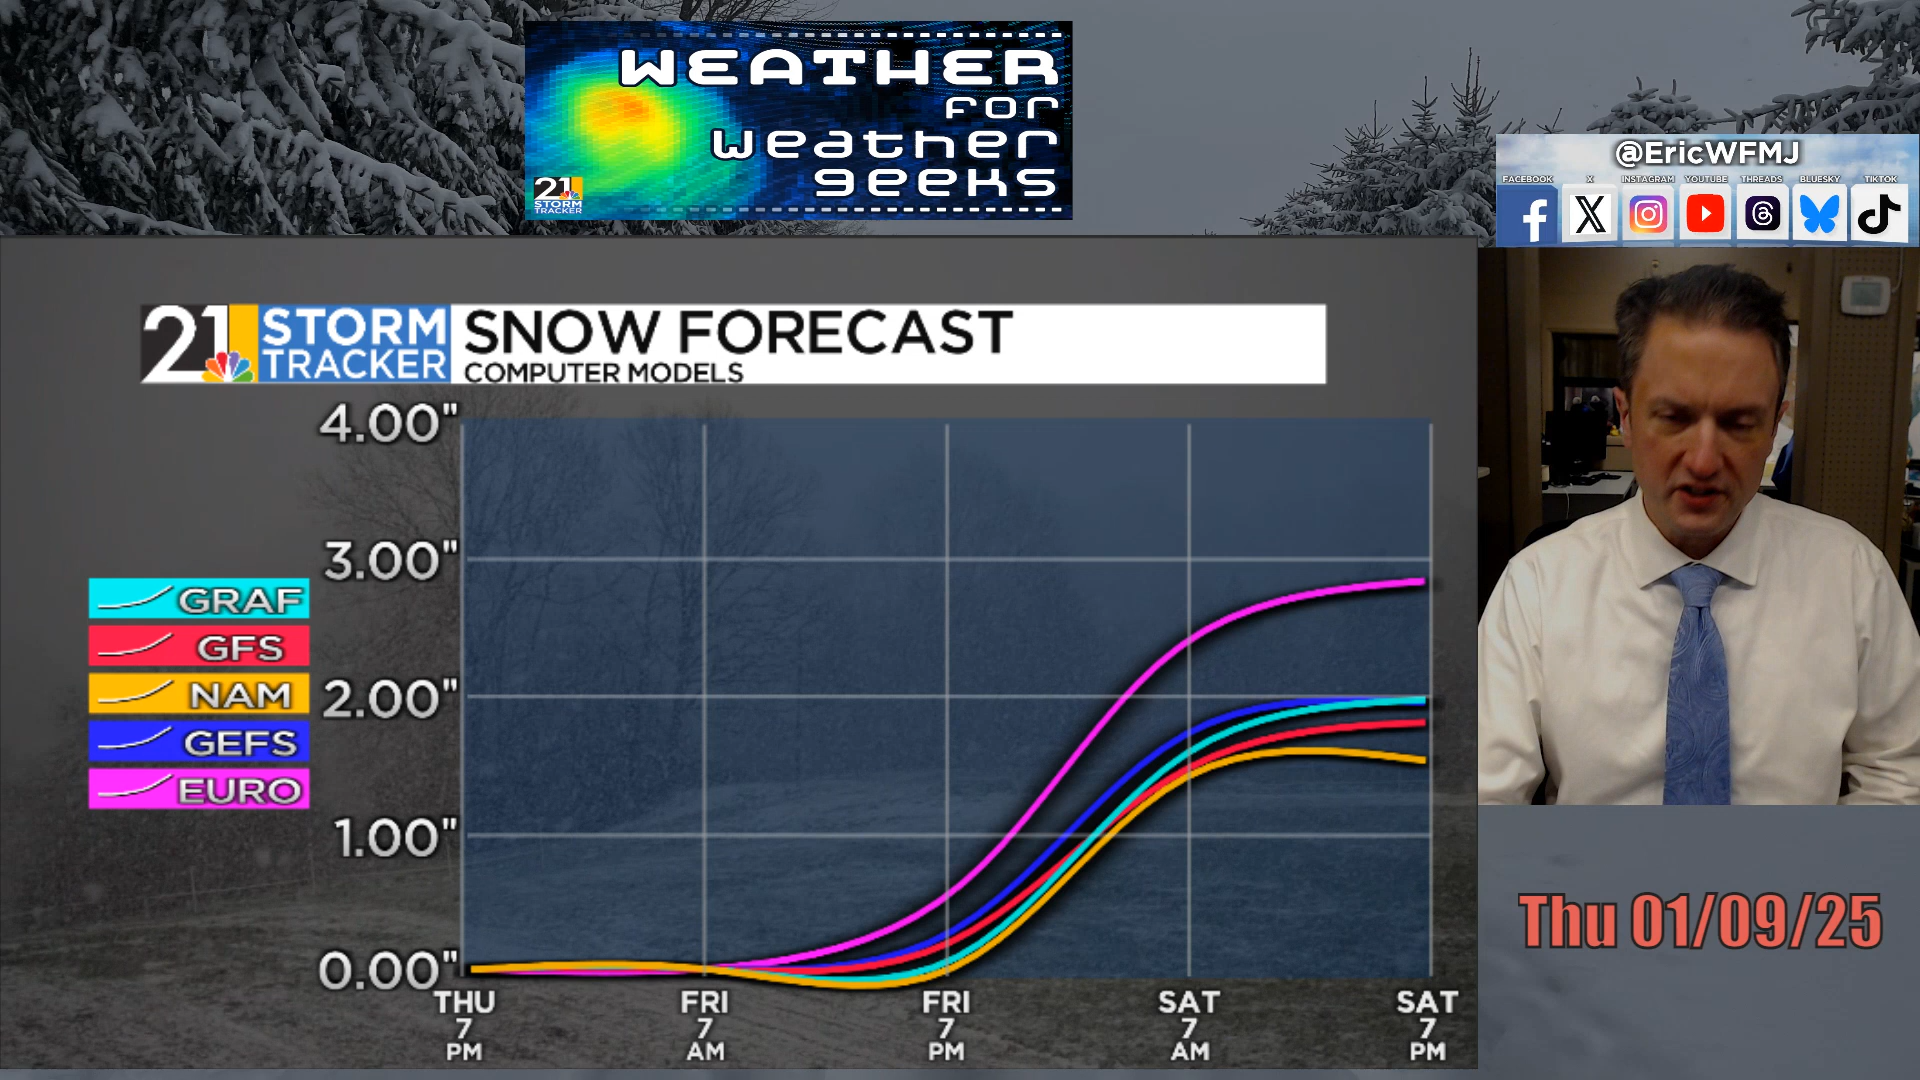 WEATHER
FOR
weather
geeks
21
STORM
TRACKER
@EricWFMJ
FACEBOOK X INSTAGRAM YOUTUBE THREADS BLUESKY TIKTOK
21 STORM TRACKER
SNOW FORECAST
COMPUTER MODELS
4.00"
3.00"
2.00"
1.00"
0.00"
GRAF
GFS
NAM
GEFS
EURO
THU
7
PM
FRI
7
AM
FRI
7
PM
SAT
7
AM
SAT
7
PM
Thu 01/09/25